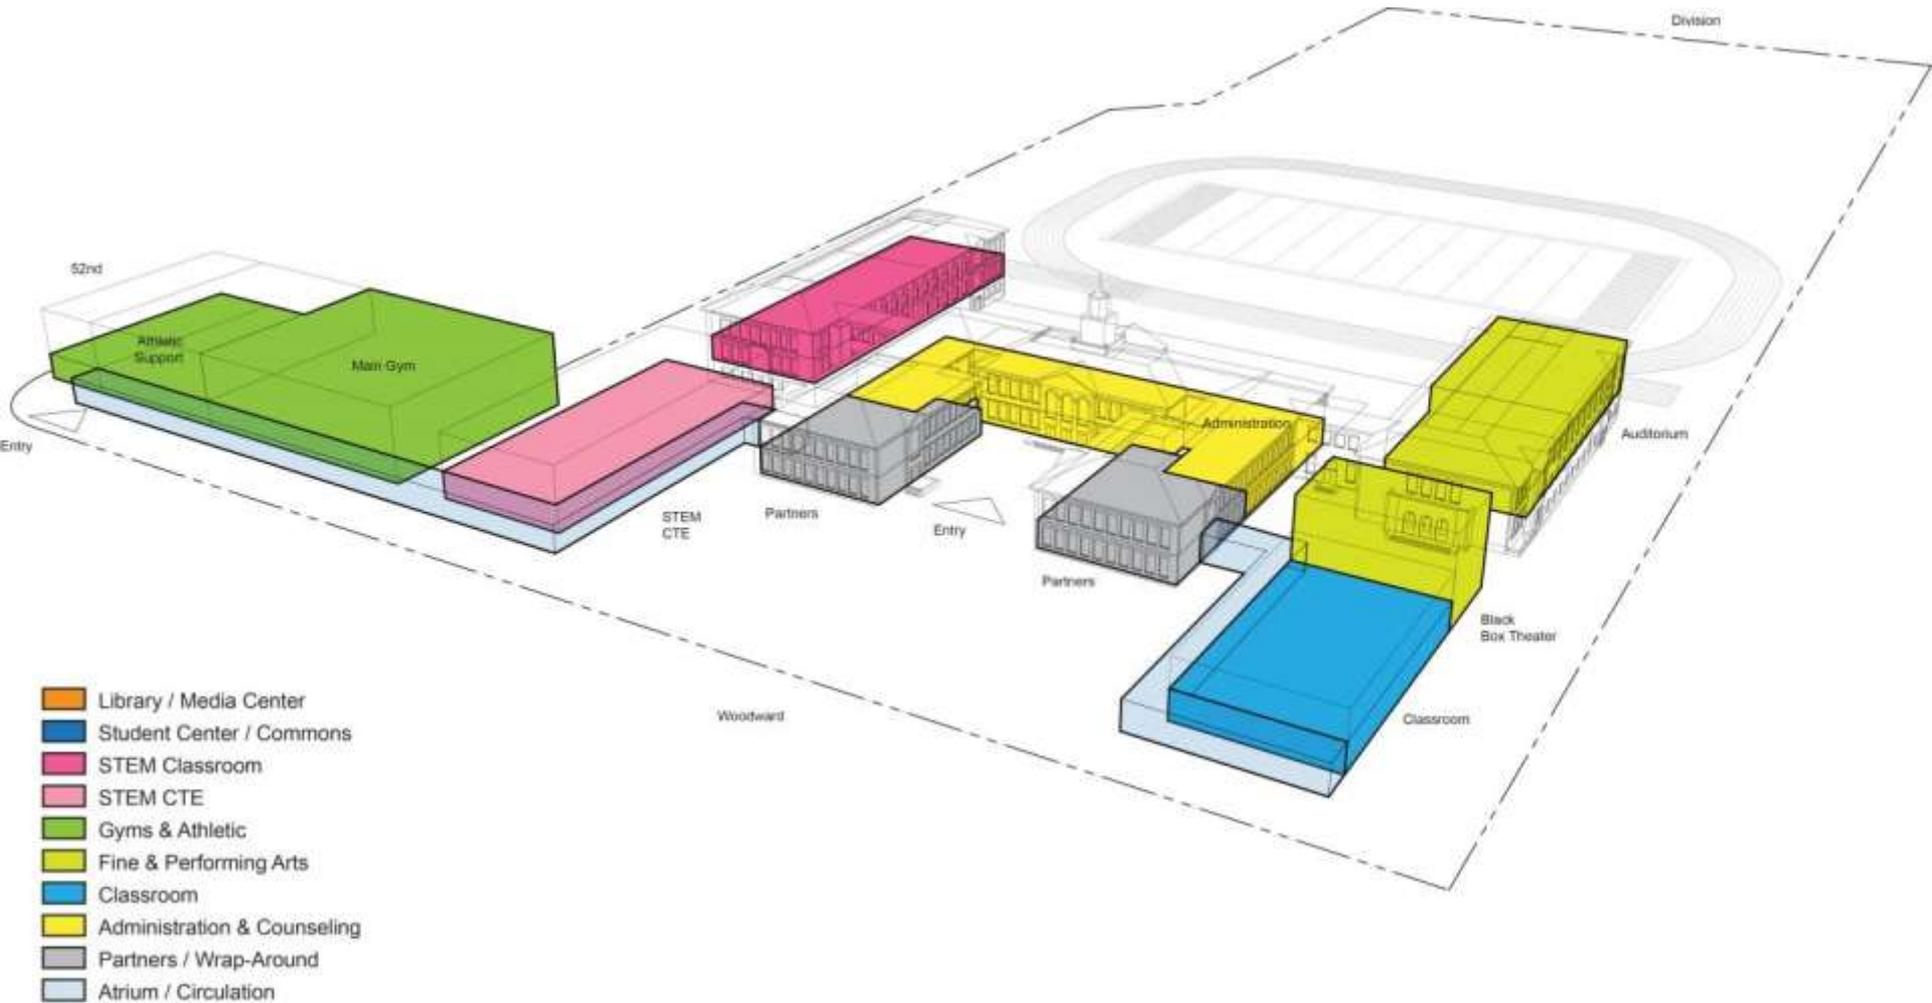 Division
52nd
Athletic
Support
Main Gym
Entry
Administration
Auditorium
STEM
CTE
Partners
Entry
Partners
Black
Box Theater
Woodward
Classroom
Library / Media Center
Student Center / Commons
STEM Classroom
STEM CTE
Gyms & Athletic
Fine & Performing Arts
Classroom
Administration & Counseling
Partners / Wrap-Around
Atrium / Circulation